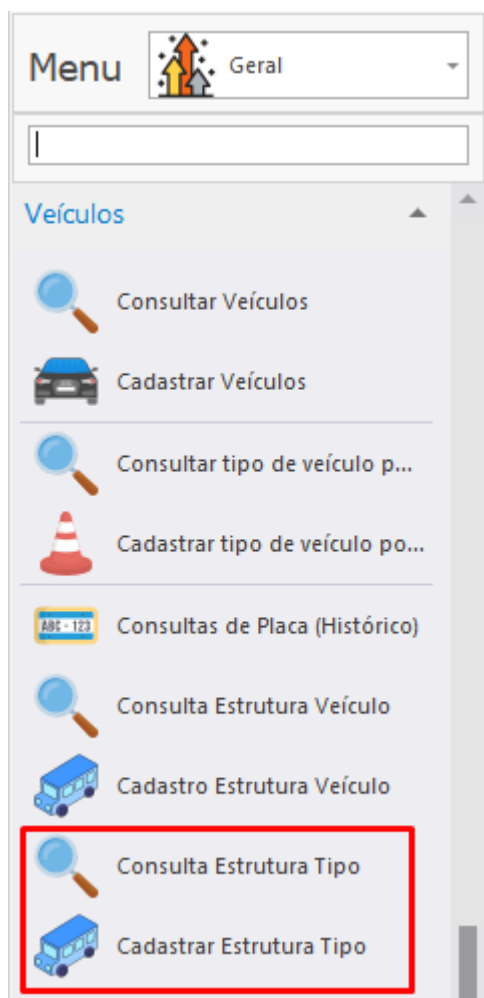 Menu
Geral
Veículos
Consultar Veículos
Cadastrar Veículos
Consultar tipo de veículo p...
Cadastrar tipo de veículo po...
ABC - 123
Consultas de Placa (Histórico)
Consulta Estrutura Veículo
Cadastro Estrutura Veículo
Consulta Estrutura Tipo
Cadastrar Estrutura Tipo